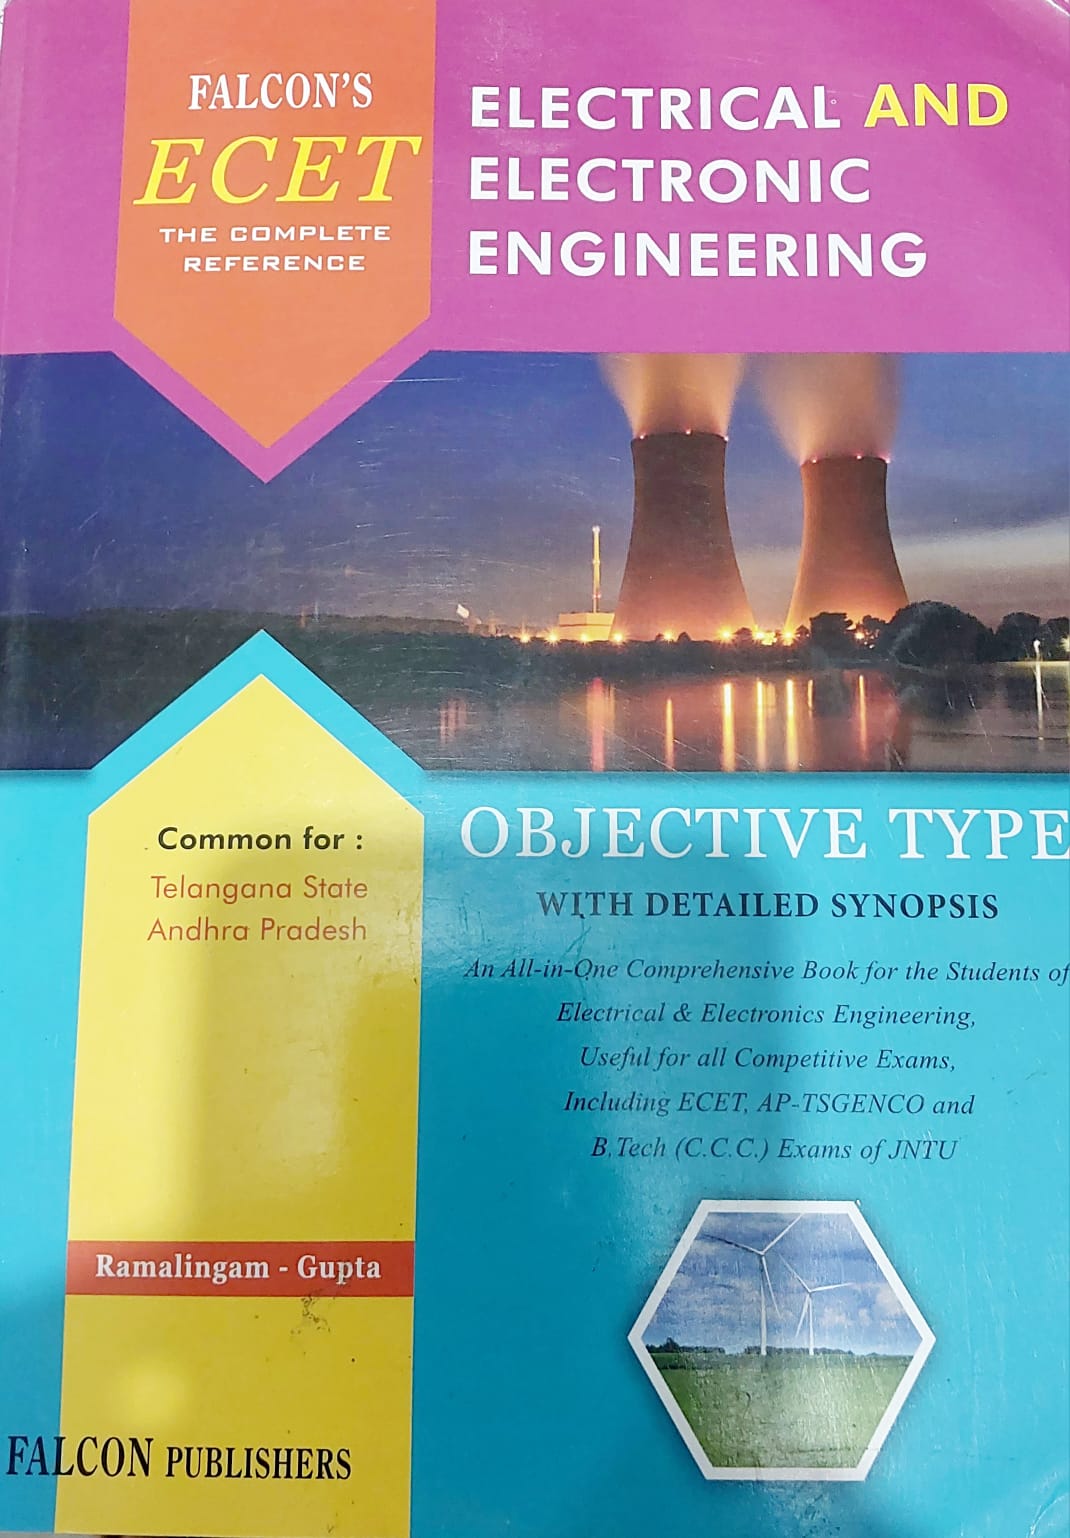 FALCON'S
ECET
THE COMPLETE
REFERENCE
ELECTRICAL AND
ELECTRONIC
ENGINEERING
Common for :
Telangana State
Andhra Pradesh
OBJECTIVE TYPE
WITH DETAILED SYNOPSIS
An All-in-One Comprehensive Book for the Students of
Electrical & Electronics Engineering,
Useful for all Competitive Exams,
Including ECET, AP-TSGENCO and
B.Tech (C.C.C.) Exams of JNTU
Ramalingam - Gupta
FALCON PUBLISHERS